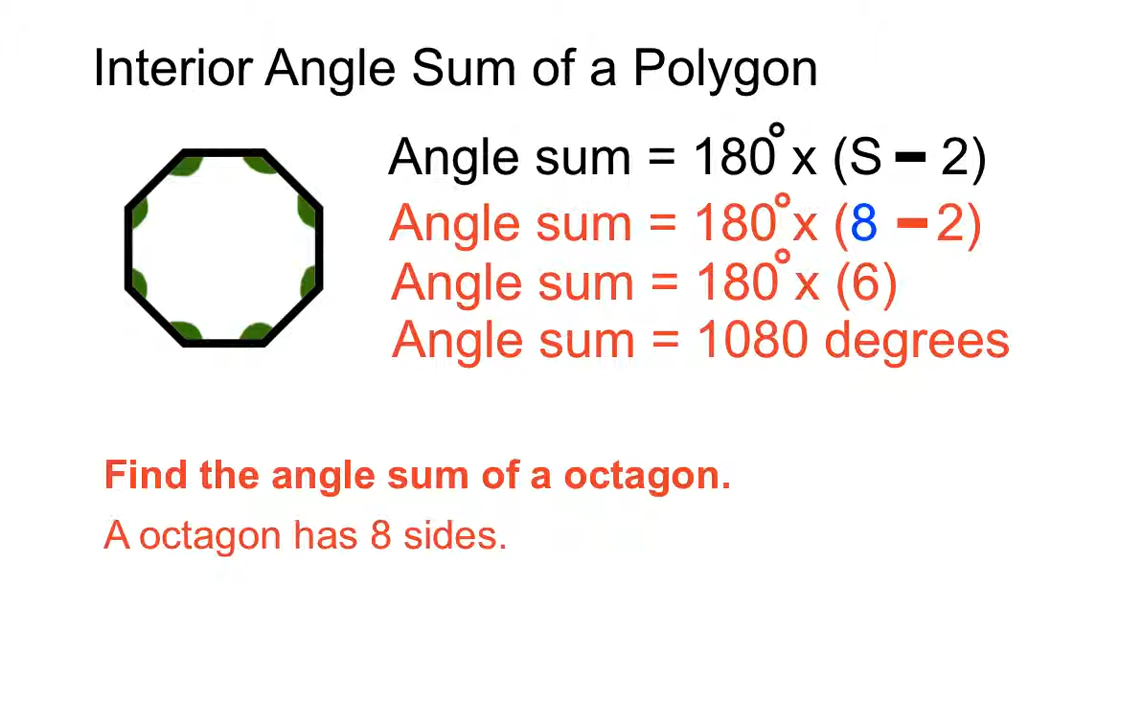 Interior Angle Sum of a Polygon
Angle sum = 180° x (S - 2)
Angle sum = 180° x (8 - 2)
Angle sum = 180° x (6)
Angle sum = 1080 degrees
Find the angle sum of a octagon.
A octagon has 8 sides.